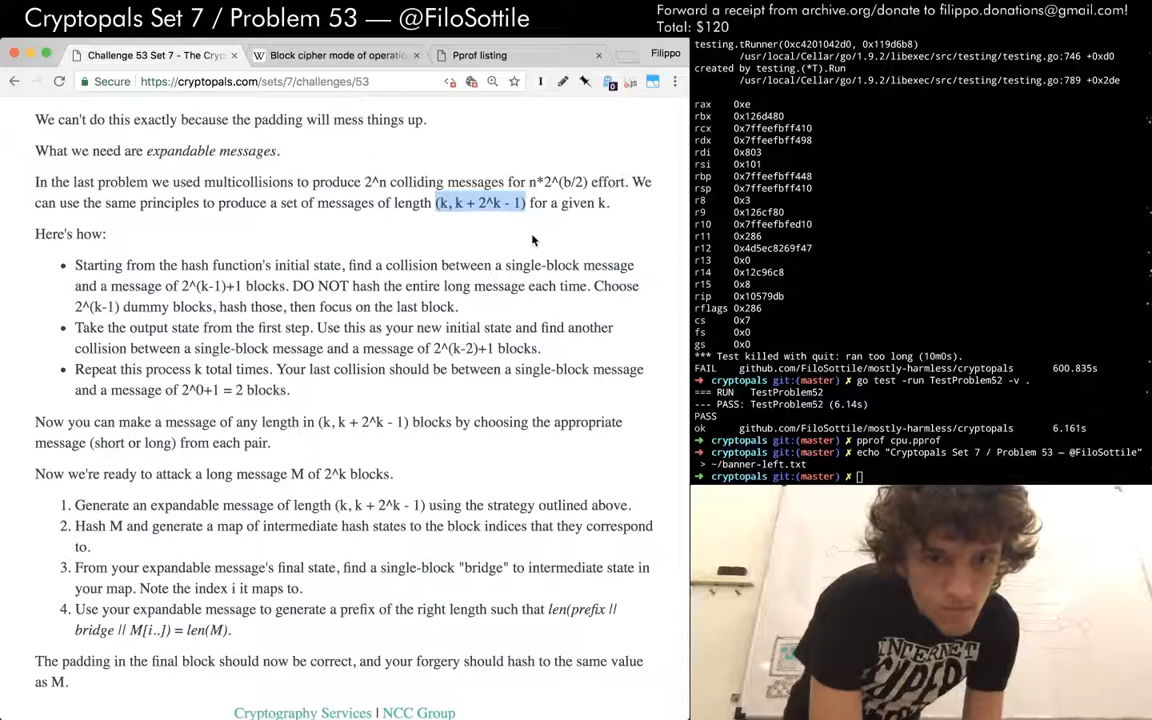 Cryptopals Set 7 / Problem 53 — @FiloSottile
Forward a receipt from archive.org/donate to filippo.donations@gmail.com!
Total: $120
Challenge 53 Set 7 - The Cryp
Block cipher mode of operatio
Pprof listing
Filippo
Secure
https://cryptopals.com/sets/7/challenges/53
We can't do this exactly because the padding will mess things up.
What we need are expandable messages.
In the last problem we used multicollisions to produce 2^n colliding messages for n*2^(b/2) effort. We
can use the same principles to produce a set of messages of length (k, k + 2^k - 1) for a given k.
Here's how:
• Starting from the hash function's initial state, find a collision between a single-block message
and a message of 2^(k-1)+1 blocks. DO NOT hash the entire long message each time. Choose
2^(k-1) dummy blocks, hash those, then focus on the last block.
• Take the output state from the first step. Use this as your new initial state and find another
collision between a single-block message and a message of 2^(k-2)+1 blocks.
• Repeat this process k total times. Your last collision should be between a single-block message
and a message of 2^0+1 = 2 blocks.
Now you can make a message of any length in (k, k + 2^k - 1) blocks by choosing the appropriate
message (short or long) from each pair.
Now we're ready to attack a long message M of 2^k blocks.
1. Generate an expandable message of length (k, k + 2^k - 1) using the strategy outlined above.
2. Hash M and generate a map of intermediate hash states to the block indices that they correspond
to.
3. From your expandable message's final state, find a single-block "bridge" to intermediate state in
your map. Note the index i it maps to.
4. Use your expandable message to generate a prefix of the right length such that len(prefix ||
bridge || M[i..]) = len(M).
The padding in the final block should now be correct, and your forgery should hash to the same value
as M.
Cryptography Services | NCC Group
testing.tRunner(0xc4201042d0, 0x119d6b8)
/usr/local/Cellar/go/1.9.2/libexec/src/testing/testing.go:746 +0xd0
created by testing.(*T).Run
/usr/local/Cellar/go/1.9.2/libexec/src/testing/testing.go:789 +0x2de
rax 0xe
rbx 0x126d480
rcx 0x7ffeefbff410
rdx 0x7ffeefbff498
rdi 0x803
rsi 0x101
rbp 0x7ffeefbff448
rsp 0x7ffeefbff410
r8 0x3
r9 0x126cf80
r10 0x7ffeefbfed10
r11 0x286
r12 0x4d5ec8269f47
r13 0x0
r14 0x12c96c8
r15 0x8
rip 0x10579db
rflags 0x286
cs 0x7
fs 0x0
gs 0x0
*** Test killed with quit: ran too long (10m0s).
FAIL github.com/FiloSottile/mostly-harmless/cryptopals 600.835s
➜ cryptopals git:(master) ✗ go test -run TestProblem52 -v .
=== RUN TestProblem52
--- PASS: TestProblem52 (6.14s)
PASS
ok github.com/FiloSottile/mostly-harmless/cryptopals 6.161s
➜ cryptopals git:(master) ✗ pprof cpu.pprof
➜ cryptopals git:(master) ✗ echo "Cryptopals Set 7 / Problem 53 — @FiloSottile"
> ~/banner-left.txt
➜ cryptopals git:(master) ✗
INTERNET